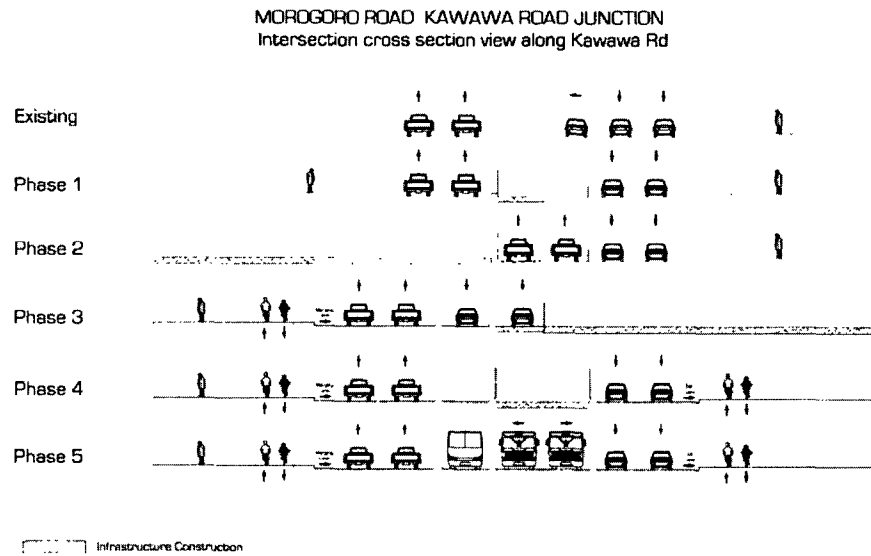 MOROGORO ROAD KAWAWA ROAD JUNCTION
Intersection cross section view along Kawawa Rd
Existing
Phase 1
Phase 2
Phase 3
Phase 4
Phase 5
Infrastructure Construction